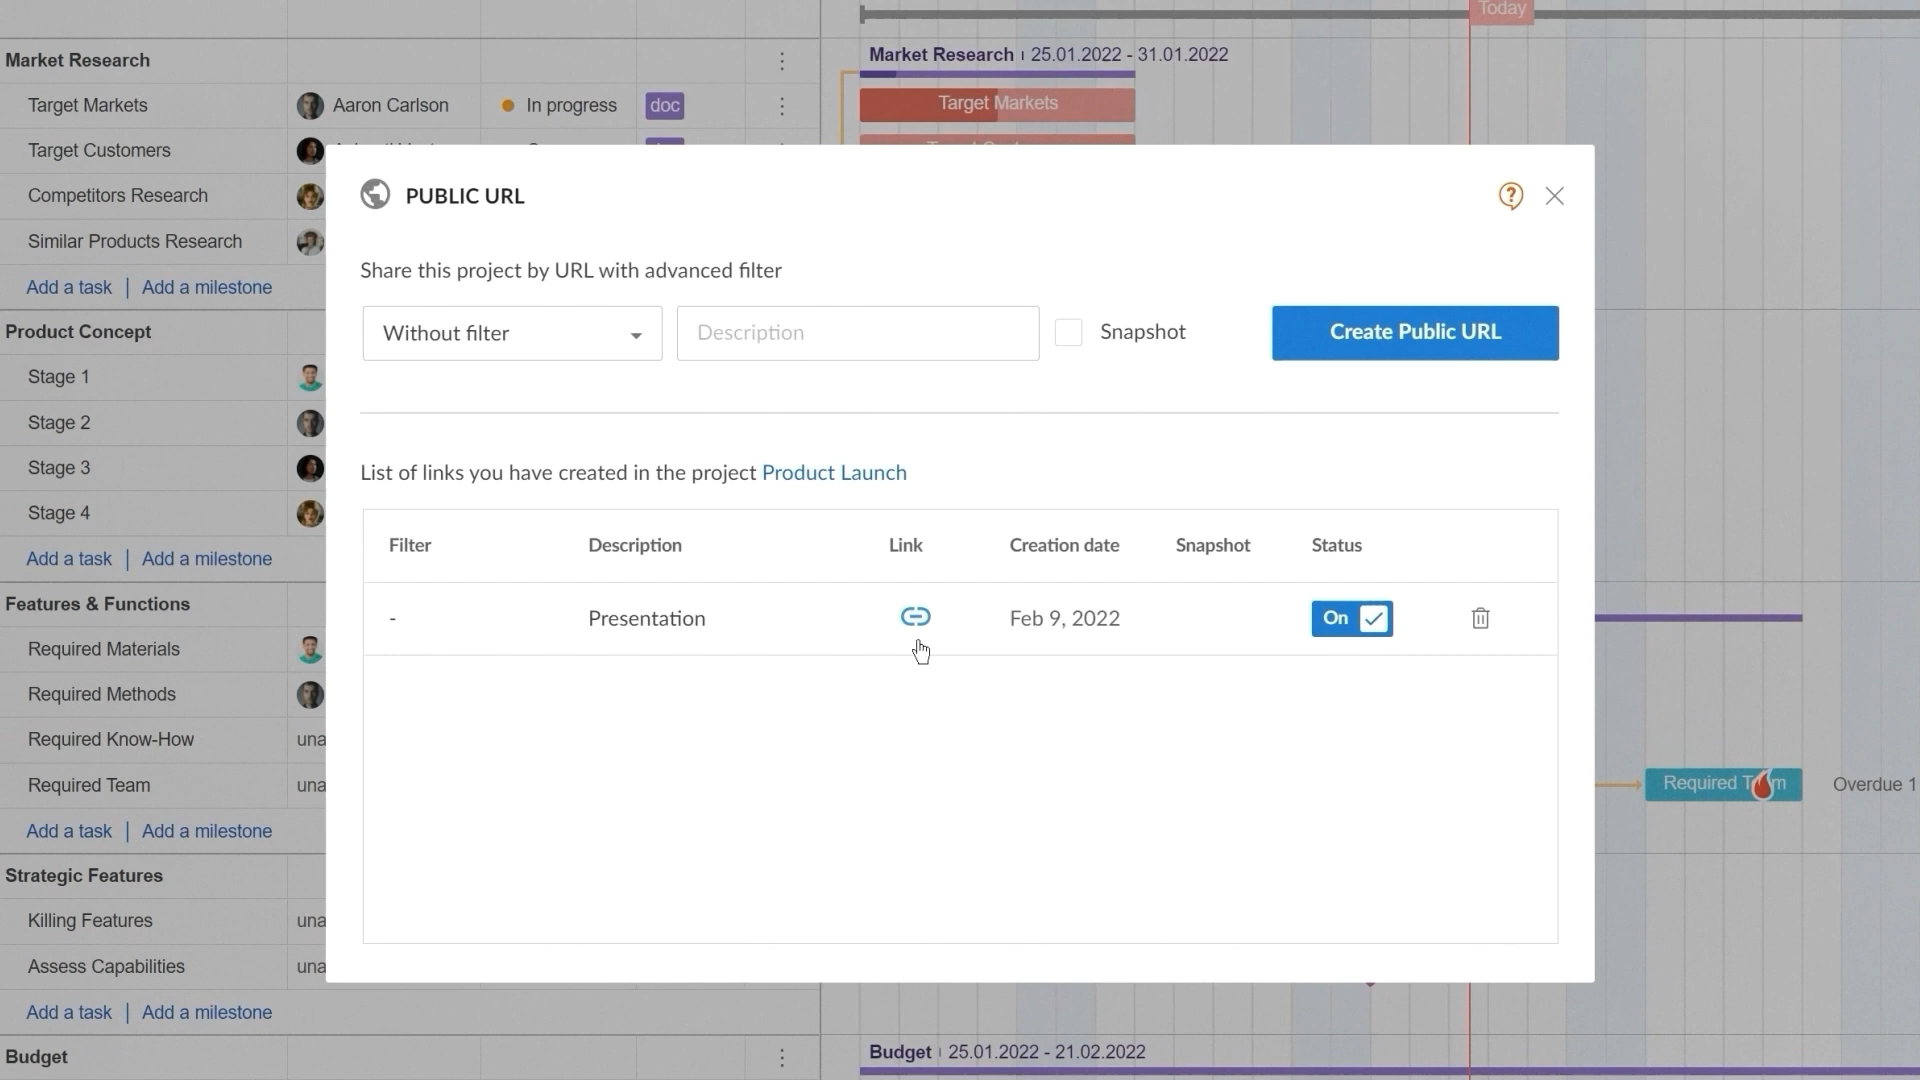 Today
Market Research
Market Research 25.01.2022 - 31.01.2022
Target Markets Aaron Carlson In progress doc
Target Markets
Target Customers
Competitors Research
Similar Products Research
Add a task | Add a milestone
Product Concept
Stage 1
Stage 2
Stage 3
Stage 4
Add a task | Add a milestone
Features & Functions
Required Materials
Required Methods
Required Know-How una
Required Team una
Add a task | Add a milestone
Strategic Features
Killing Features una
Assess Capabilities una
Add a task | Add a milestone
Budget
PUBLIC URL
Share this project by URL with advanced filter
Without filter Description Snapshot Create Public URL
List of links you have created in the project Product Launch
Filter Description Link Creation date Snapshot Status
- Presentation Feb 9, 2022 On
Required Overdue 1
Budget 25.01.2022 - 21.02.2022